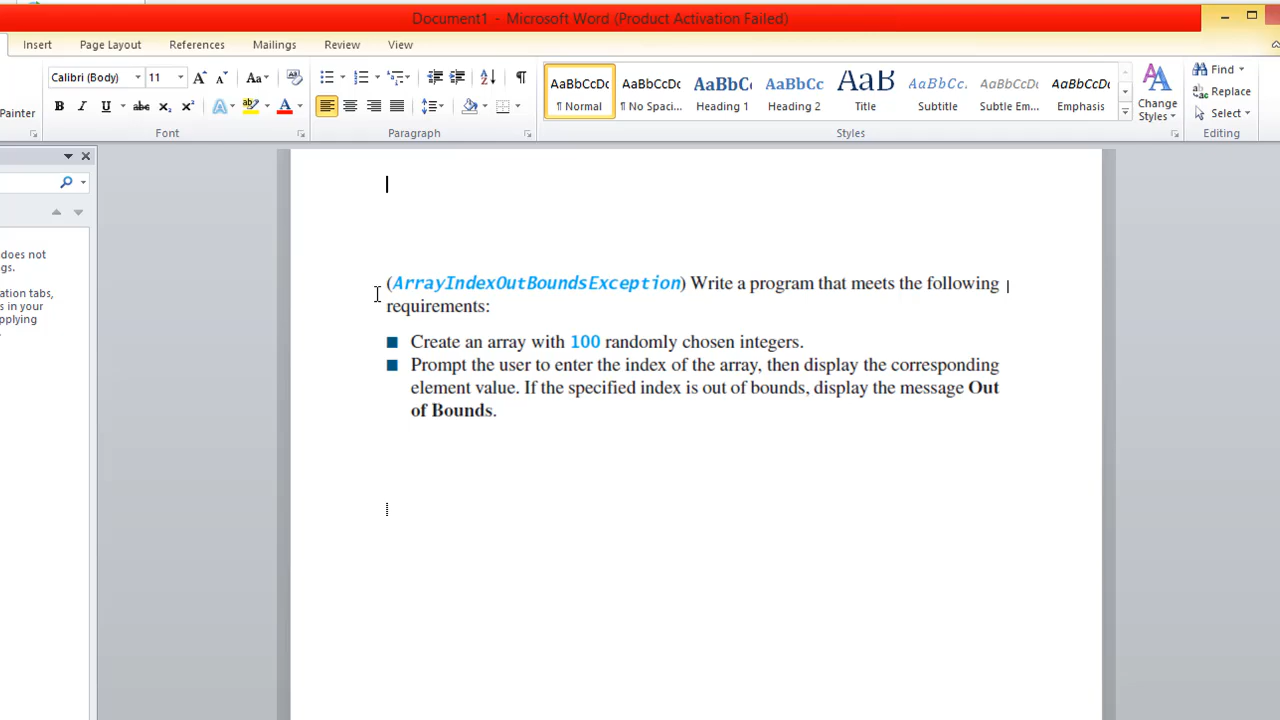 Document1 - Microsoft Word (Product Activation Failed)
Insert Page Layout References Mailings Review View
Calibri (Body) 11 A A Aa
Painter B I U abc x₂ x² A ab A
Font Paragraph Styles Editing
AaBbCcDc AaBbCcDc AaBbC AaBbCc AaB AaBbCc. AaBbCcDc AaBbCcDc
¶ Normal ¶ No Spaci... Heading 1 Heading 2 Title Subtitle Subtle Em... Emphasis
Change Styles
Find
Replace
Select
does not
gs.
ation tabs,
s in your
pplying
(ArrayIndexOutBoundsException) Write a program that meets the following
requirements:
■ Create an array with 100 randomly chosen integers.
■ Prompt the user to enter the index of the array, then display the corresponding
element value. If the specified index is out of bounds, display the message Out
of Bounds.